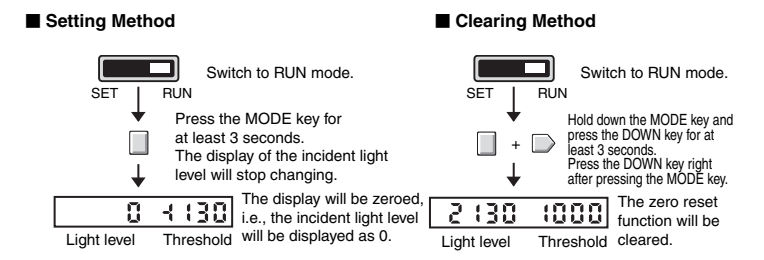 ■ Setting Method
Switch to RUN mode.
SET RUN
Press the MODE key for
at least 3 seconds.
The display of the incident light
level will stop changing.
0 -1130
Light level Threshold
The display will be zeroed,
i.e., the incident light level
will be displayed as 0.
■ Clearing Method
Switch to RUN mode.
SET RUN
Hold down the MODE key and
press the DOWN key for at
least 3 seconds.
Press the DOWN key right
after pressing the MODE key.
+
2130 1000
Light level Threshold
The zero reset
function will be
cleared.